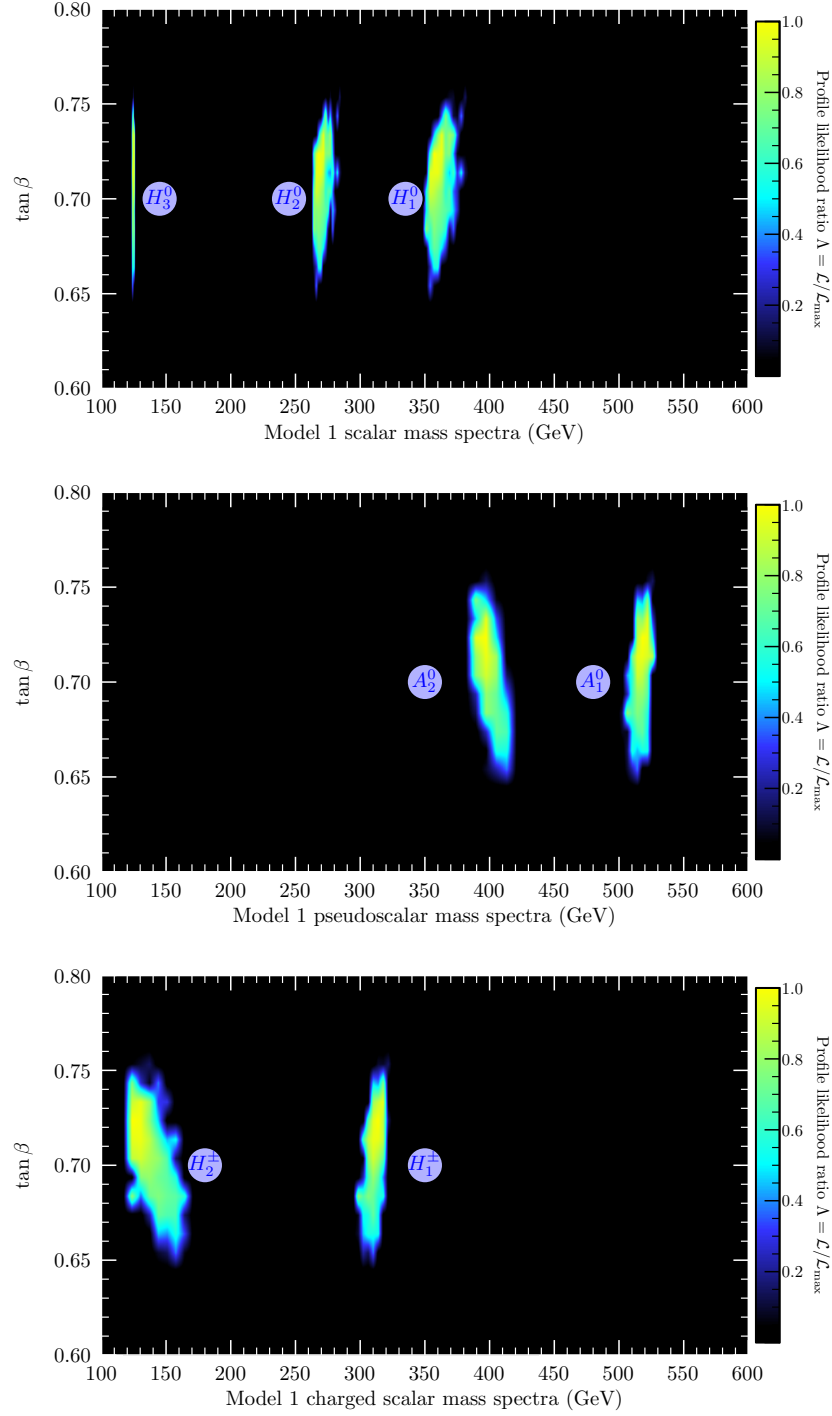 0.80
0.75
0.70
0.65
0.60
tan β
H₃⁰
H₂⁰
H₁⁰
100 150 200 250 300 350 400 450 500 550 600
Model 1 scalar mass spectra (GeV)
1.0
0.8
0.6
0.4
0.2
Profile likelihood ratio Λ = ℒ/ℒmax
0.80
0.75
0.70
0.65
0.60
tan β
A₂⁰
A₁⁰
100 150 200 250 300 350 400 450 500 550 600
Model 1 pseudoscalar mass spectra (GeV)
1.0
0.8
0.6
0.4
0.2
Profile likelihood ratio Λ = ℒ/ℒmax
0.80
0.75
0.70
0.65
0.60
tan β
H₂±
H₁±
100 150 200 250 300 350 400 450 500 550 600
Model 1 charged scalar mass spectra (GeV)
1.0
0.8
0.6
0.4
0.2
Profile likelihood ratio Λ = ℒ/ℒmax